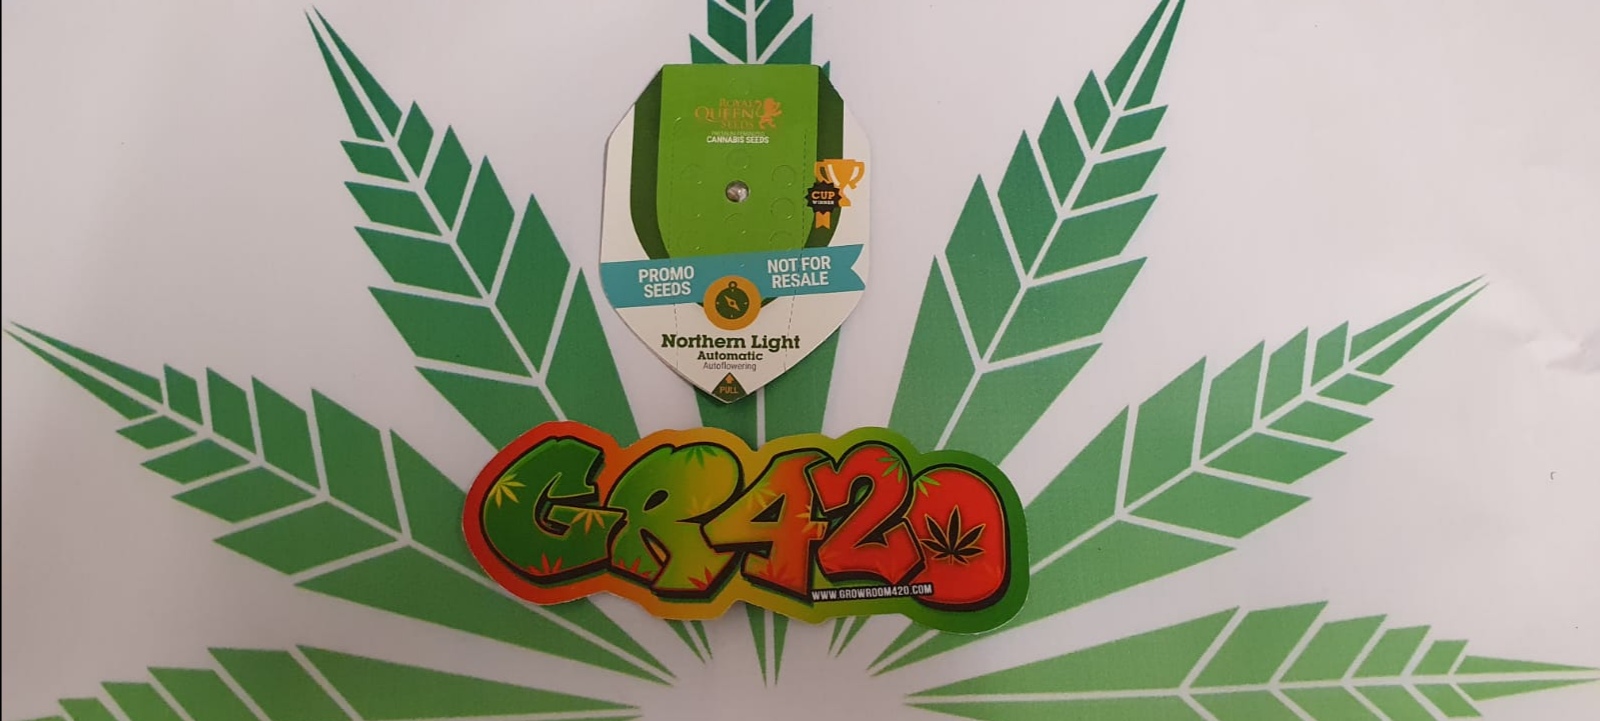 ROYAL
QUEEN
SEEDS
CANNABIS SEEDS
CUP
WINNER
PROMO
SEEDS
NOT FOR
RESALE
Northern Light
Automatic
Autoflowering
PULL
GR420
WWW.GROWROOM420.COM